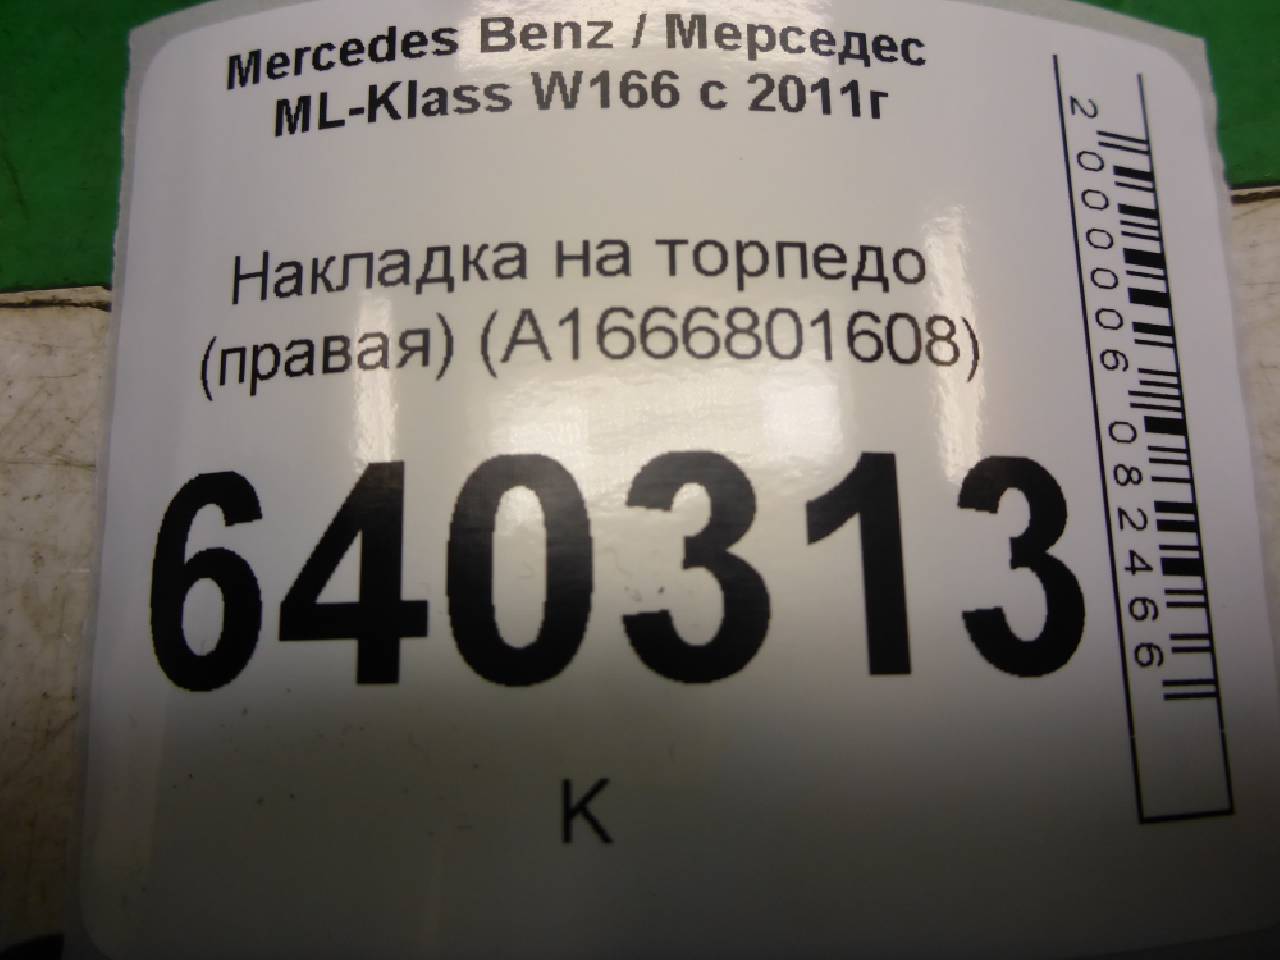 Mercedes Benz / Мерседес
ML-Klass W166 с 2011г
Накладка на торпедо
(правая) (A1666801608)
640313
К
2000006082466